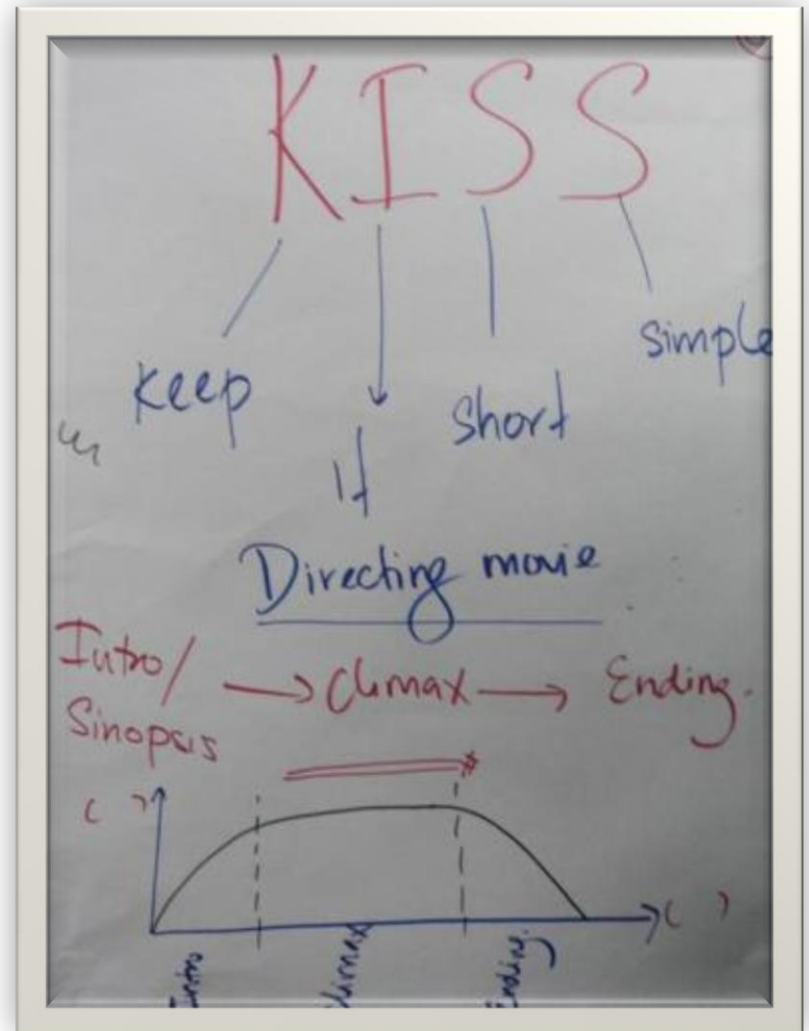 KISS
Keep
It
short
simple
Directing movie
Intro/
Sinopsis
→ Climax → Ending.
( )
( )
Intro
Climax
Ending.